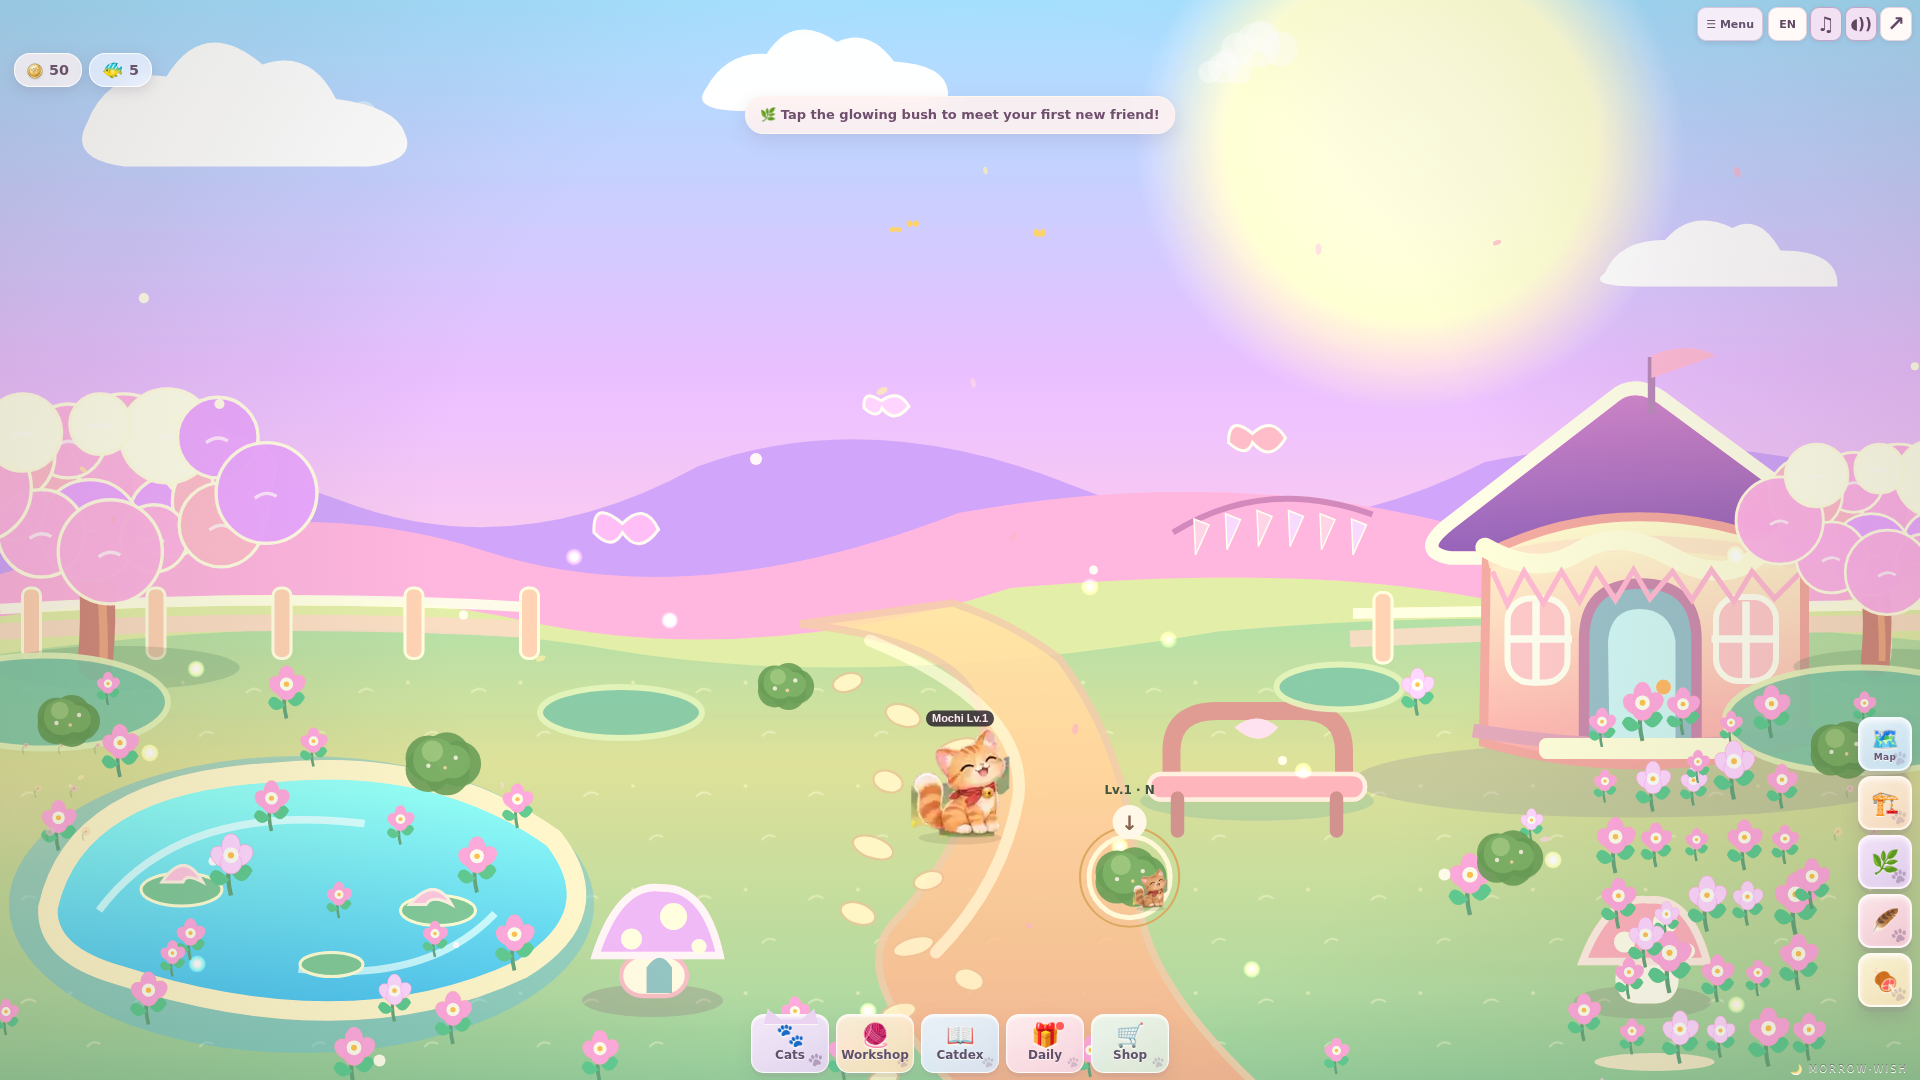 Menu
EN
50
5
🌿 Tap the glowing bush to meet your first new friend!
Mochi Lv.1
Lv.1 · N
Map
Cats
Workshop
Catdex
Daily
Shop
MORROW·WISH